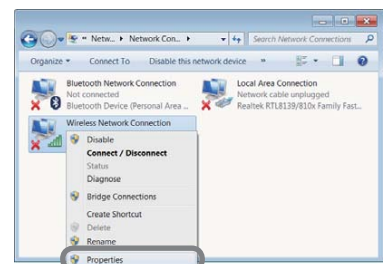 Netw... Network Con...
Search Network Connections
Organize Connect To Disable this network device »
Bluetooth Network Connection
Not connected
Bluetooth Device (Personal Area ...
Local Area Connection
Network cable unplugged
Realtek RTL8139/810x Family Fast...
Wireless Network Connection
Disable
Connect / Disconnect
Status
Diagnose
Bridge Connections
Create Shortcut
Delete
Rename
Properties